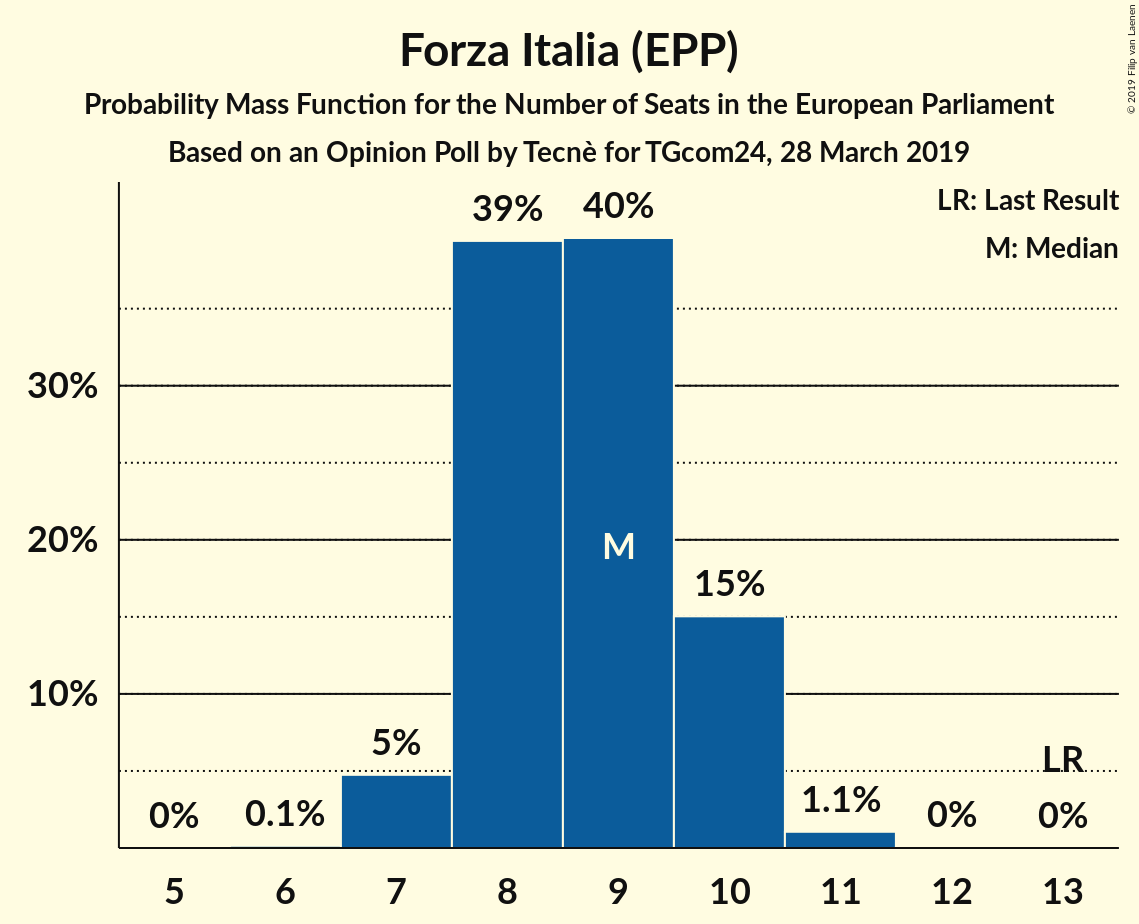 Forza Italia (EPP)
Probability Mass Function for the Number of Seats in the European Parliament
Based on an Opinion Poll by Tecnè for TGcom24, 28 March 2019
© 2019 Filip van Laenen
LR: Last Result
M: Median
39%
40%
30%
20%
M
15%
10%
5%
LR
0%
0.1%
1.1%
0%
0%
5 6 7 8 9 10 11 12 13